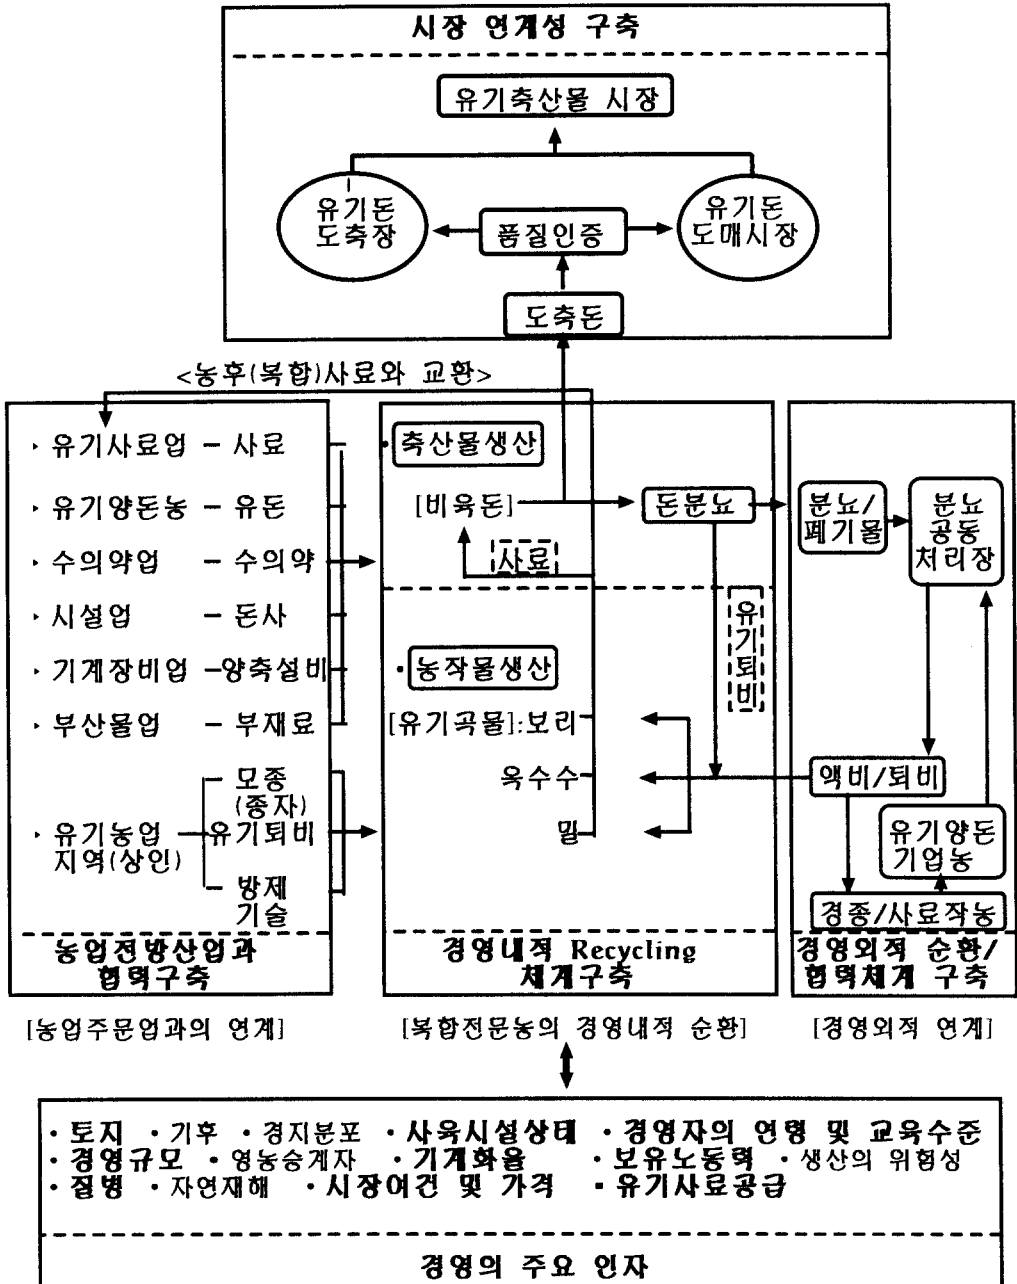 시장 연계성 구축
유기축산물 시장
유기돈
도축장
품질인증
유기돈
도매시장
도축돈
<농후(복합)사료와 교환>
‣ 유기사료업 – 사료
‣ 유기양돈농 – 유돈
‣ 수의약업 – 수의약
‣ 시설업 – 돈사
‣ 기계장비업 –양축설비
‣ 부산물업 – 부재료
‣ 유기농업
지역(상인)
– 모종
(종자)
유기퇴비
– 방제
기술
농업전방산업과
협력구축
[농업주문업과의 연계]
·축산물생산
[비육돈]
사료
돈분뇨
유기퇴비
·농작물생산
[유기곡물]:보리
옥수수
밀
경영내적 Recycling
체계구축
[복합전문농의 경영내적 순환]
분뇨/
폐기물
분뇨
공동
처리장
액비/퇴비
유기양돈
기업농
경종/사료작농
경영외적 순환/
협력체계 구축
[경영외적 연계]
· 토지 · 기후 · 경지분포 · 사육시설상태 · 경영자의 연령 및 교육수준
· 경영규모 · 영농승계자 · 기계화율 · 보유노동력 · 생산의 위험성
· 질병 · 자연재해 · 시장여건 및 가격 · 유기사료공급
경영의 주요 인자